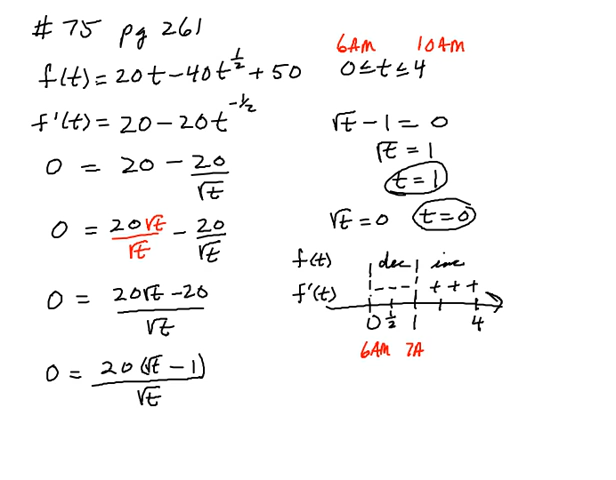 # 75 pg 261
6AM 10AM
f(t) = 20t - 40t^½ + 50 0 ≤ t ≤ 4
f'(t) = 20 - 20t^-½
0 = 20 - 20/√t
0 = 20√t/√t - 20/√t
0 = (20√t - 20)/√t
0 = 20(√t - 1)/√t
√t - 1 = 0
√t = 1
t = 1
√t = 0 t = 0
f(t) dec inc
f'(t) - - - + + +
0 ½ 1 4
6AM 7A